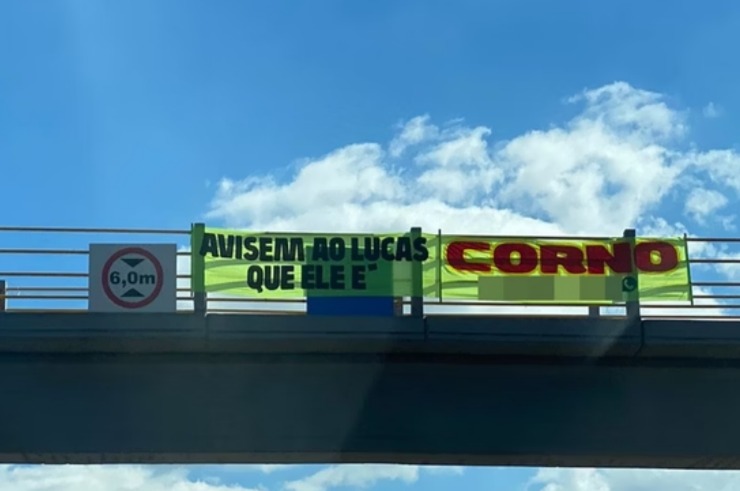 6,0m
AVISEM AO LUCAS
QUE ELE E"
CORNO